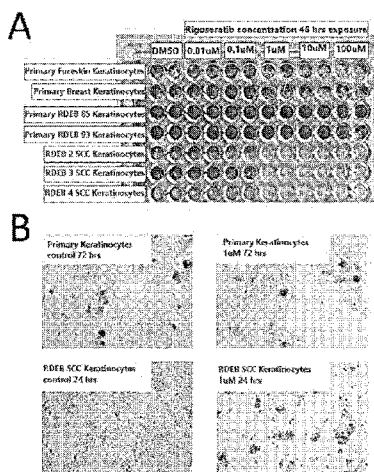 A
Rigosertib concentration 48 hrs exposure
DMSO 0.01uM 0.1uM 1uM 10uM 100uM
Primary Foreskin Keratinocytes
Primary Breast Keratinocytes
Primary RDEB 85 Keratinocytes
Primary RDEB 93 Keratinocytes
RDEB 2 SCC Keratinocytes
RDEB 3 SCC Keratinocytes
RDEB 4 SCC Keratinocytes
B
Primary Keratinocytes
control 72 hrs
Primary Keratinocytes
1uM 72 hrs
RDEB SCC Keratinocytes
control 24 hrs
RDEB SCC Keratinocytes
1uM 24 hrs